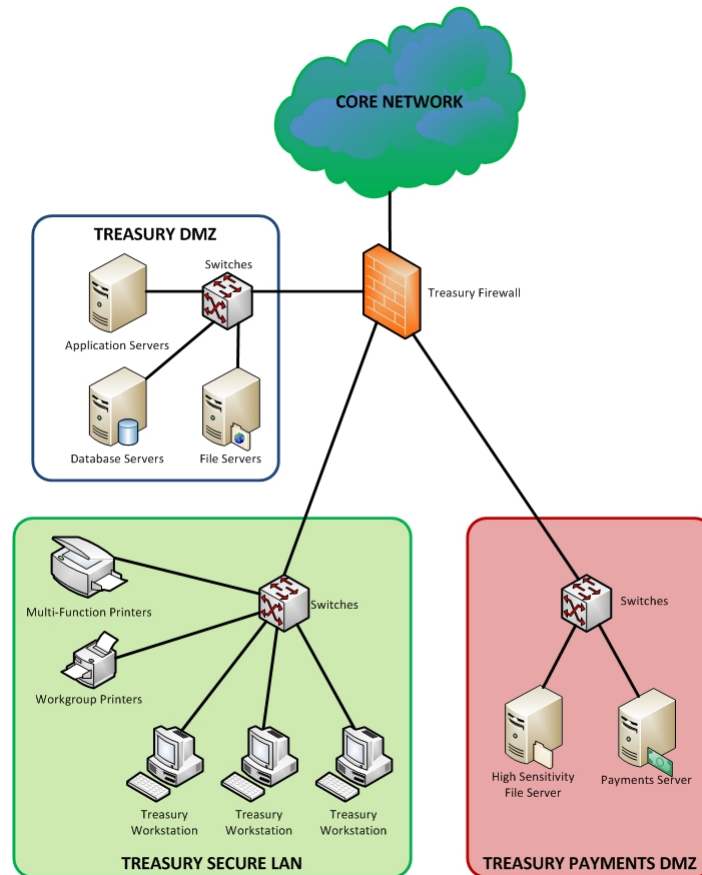 CORE NETWORK
TREASURY DMZ
Switches
Treasury Firewall
Application Servers
Database Servers
File Servers
Switches
Multi-Function Printers
Workgroup Printers
Treasury
Workstation
Treasury
Workstation
Treasury
Workstation
TREASURY SECURE LAN
Switches
High Sensitivity
File Server
Payments Server
TREASURY PAYMENTS DMZ